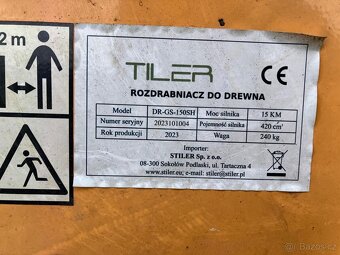 2 m
TILER
CE
ROZDRABNIACZ DO DREWNA
Model DR-GS-150SH Moc silnika 15 KM
Numer seryjny 2023101004 Pojemność silnika 420 cm³
Rok produkcji 2023 Waga 240 kg
Importer:
STILER Sp. z o.o.
08-300 Sokołów Podlaski, ul. Tartaczna 4
www.stiler.eu; e-mail: stiler@stiler.pl
Bazoš.cz